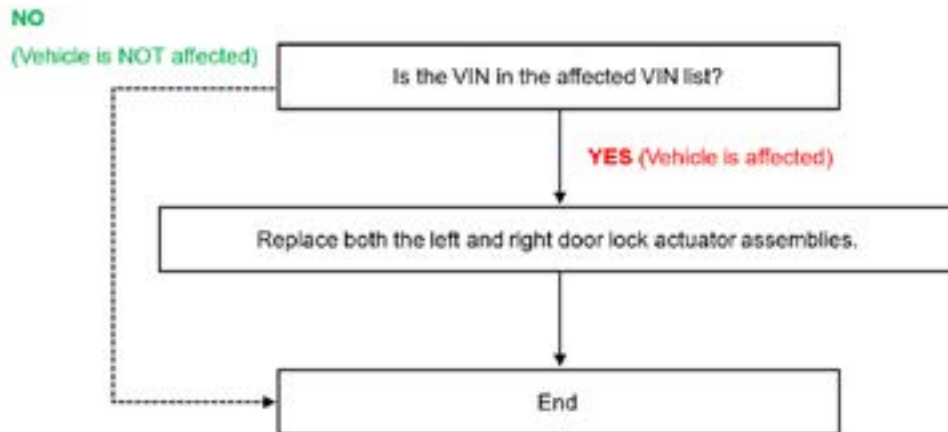 NO
(Vehicle is NOT affected)
Is the VIN in the affected VIN list?
YES (Vehicle is affected)
Replace both the left and right door lock actuator assemblies.
End